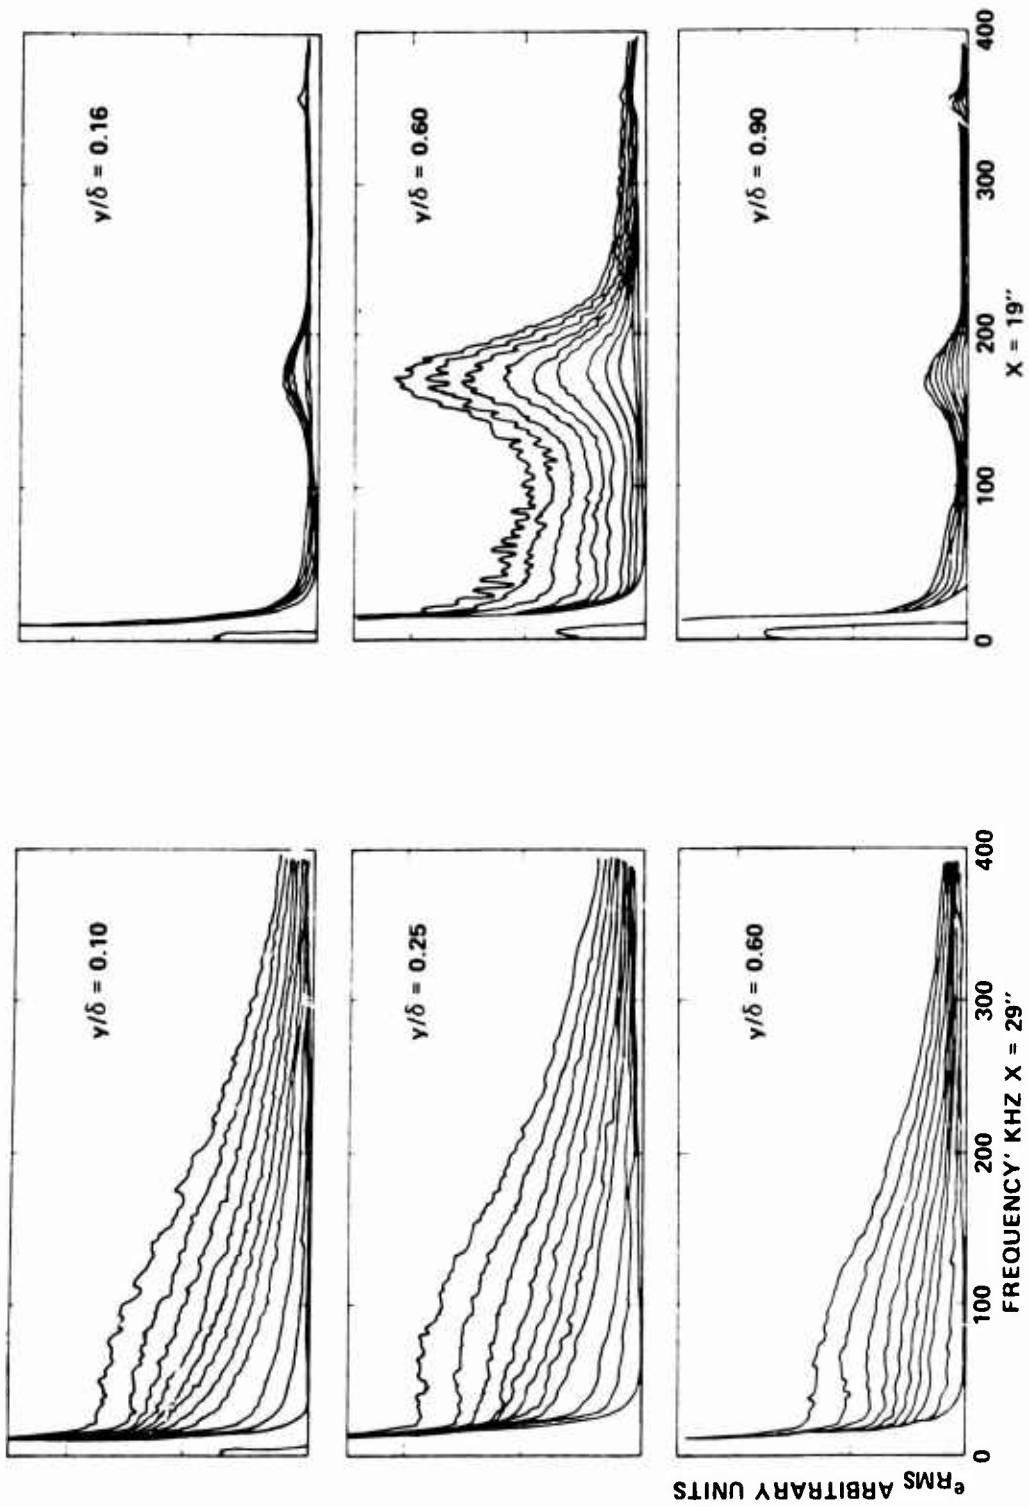 y/δ = 0.10
y/δ = 0.25
y/δ = 0.60
eRMS ARBITRARY UNITS
0 100 200 300 400
FREQUENCY' KHZ X = 29"
y/δ = 0.16
y/δ = 0.60
y/δ = 0.90
0 100 200 300 400
X = 19"